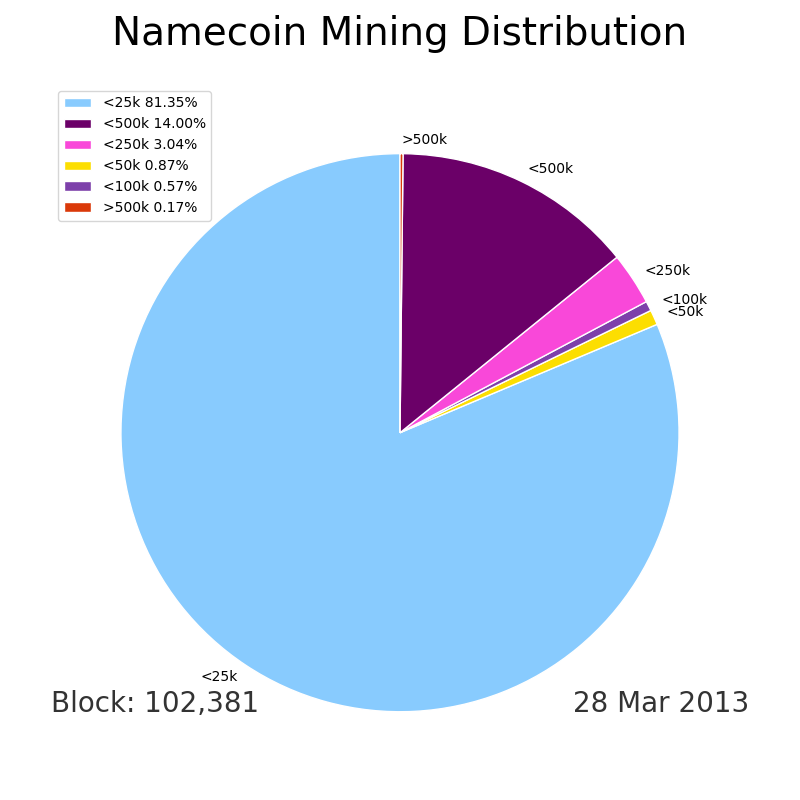 Namecoin Mining Distribution
<25k 81.35%
<500k 14.00%
<250k 3.04%
<50k 0.87%
<100k 0.57%
>500k 0.17%
>500k
<500k
<250k
<100k
<50k
<25k
Block: 102,381
28 Mar 2013